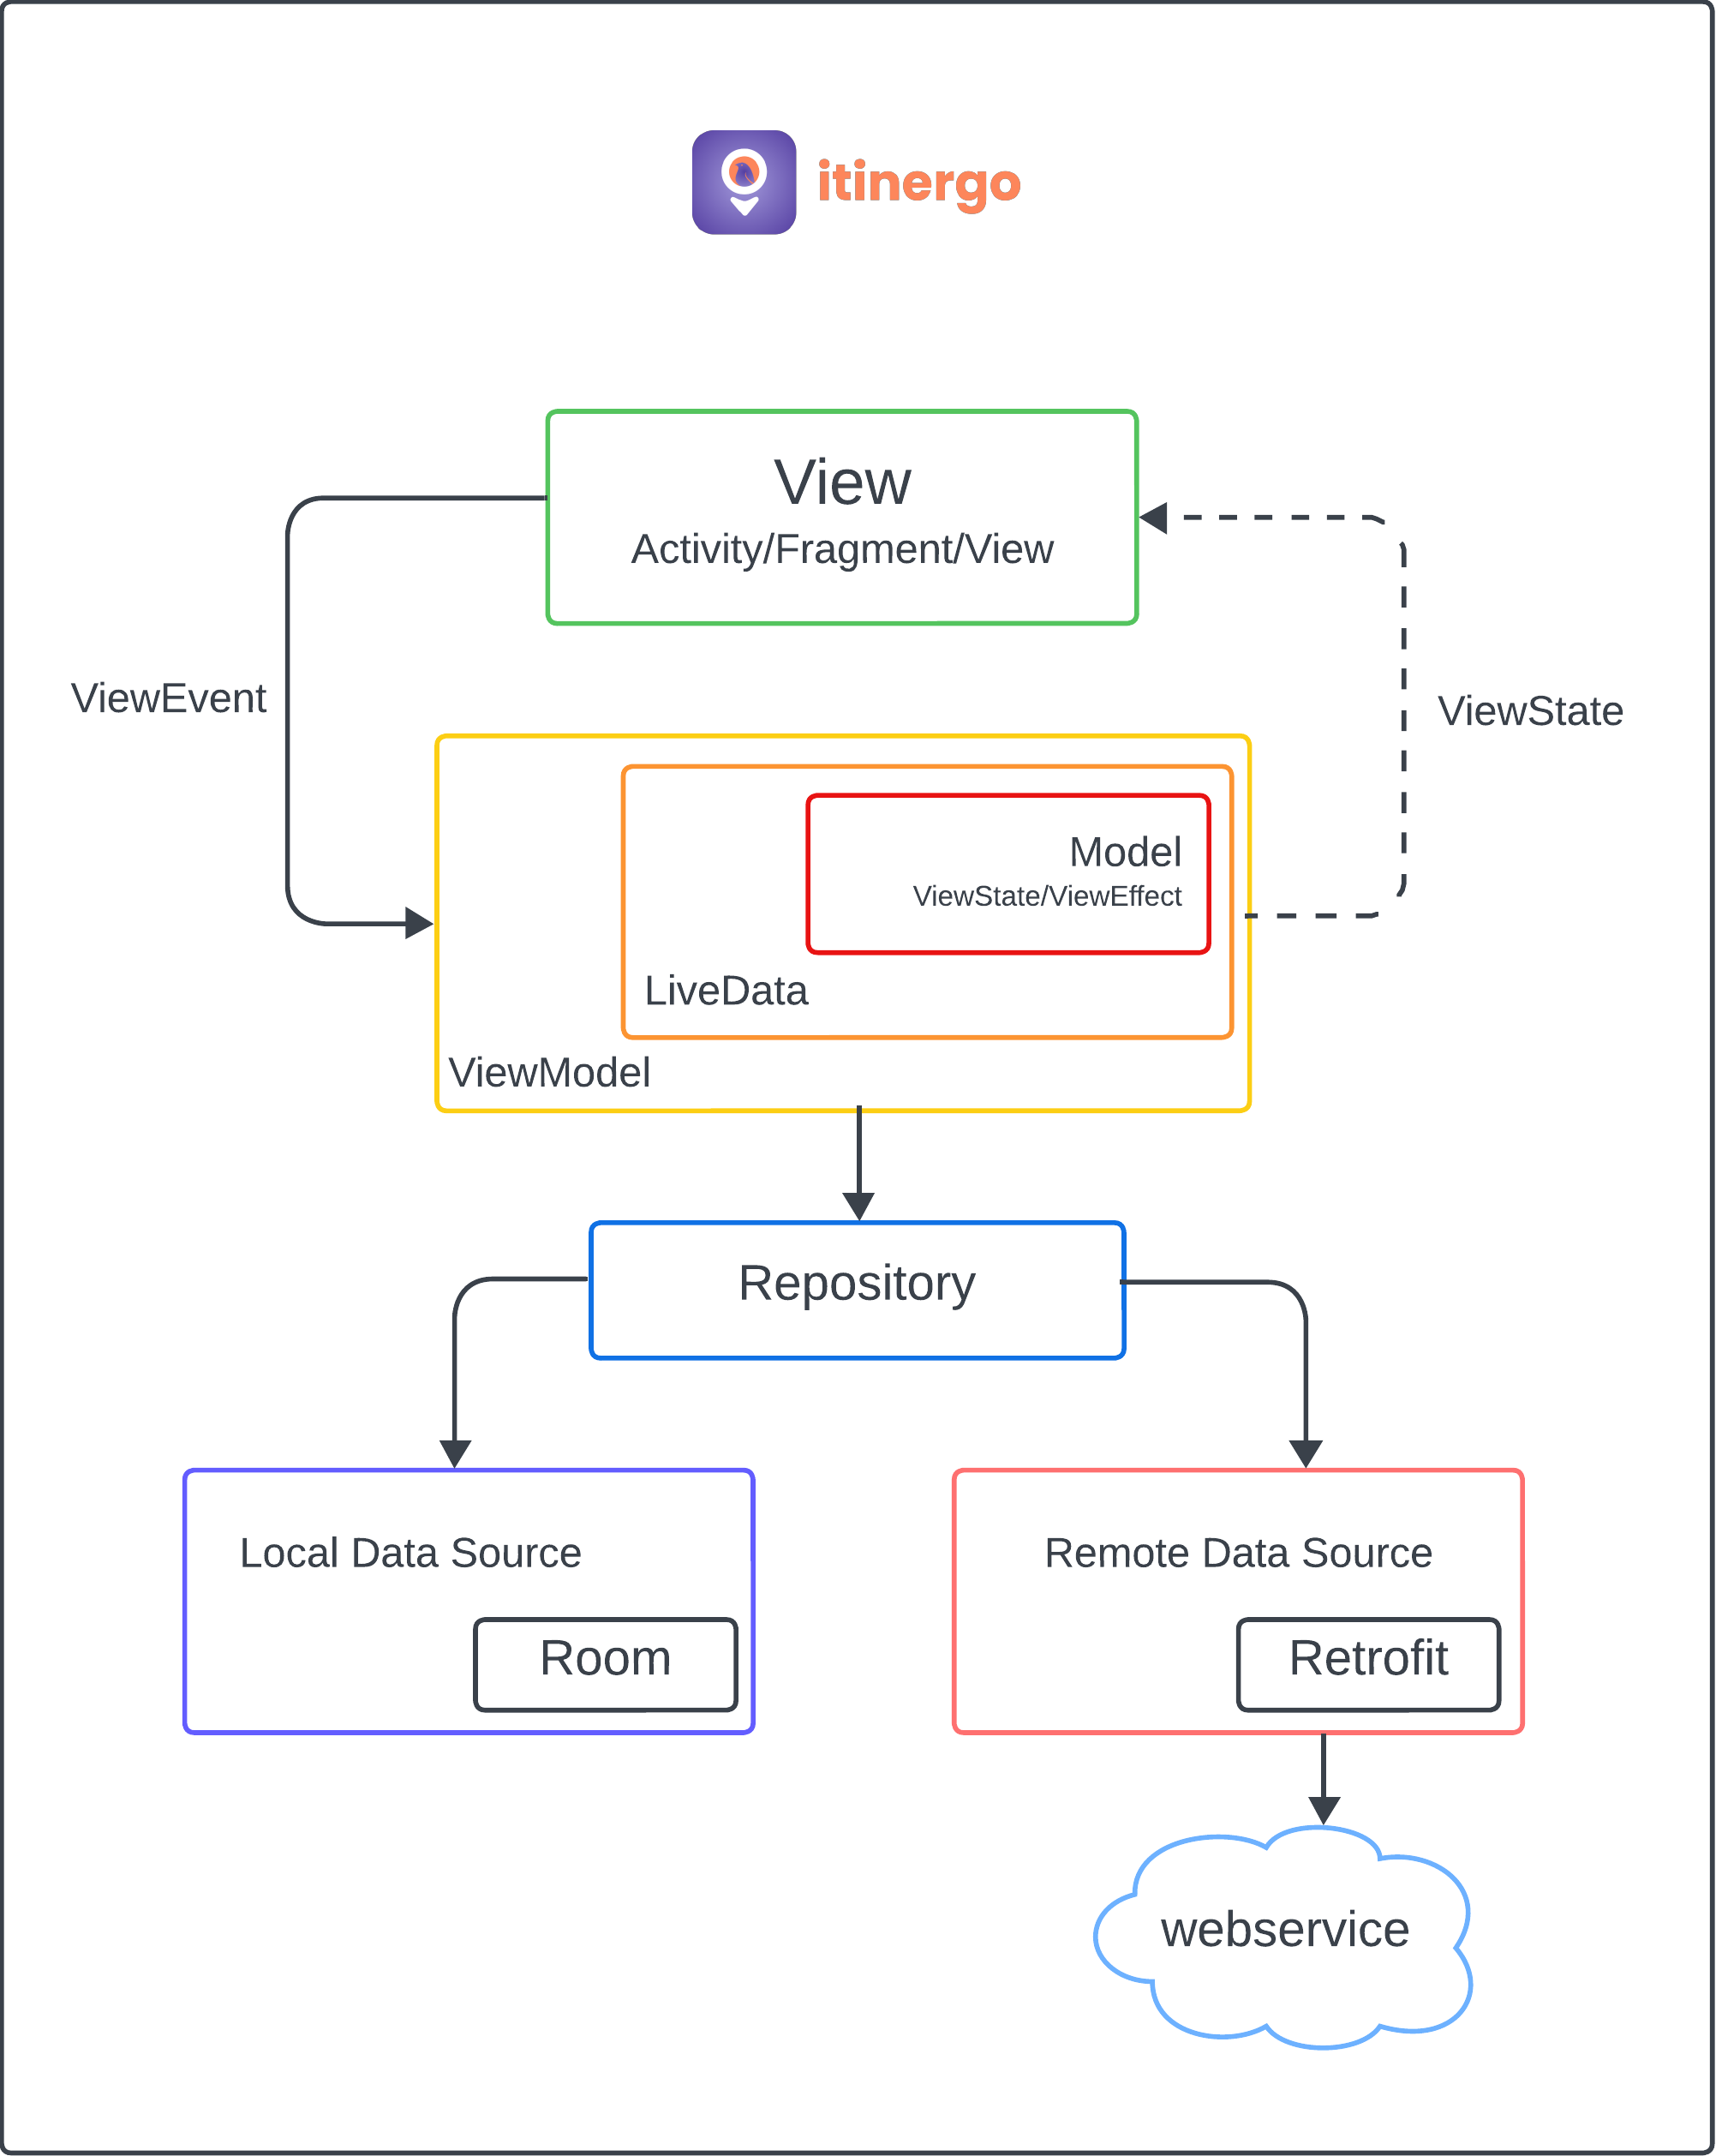 itinergo
View
Activity/Fragment/View
ViewEvent
ViewState
Model
ViewState/ViewEffect
LiveData
ViewModel
Repository
Local Data Source
Room
Remote Data Source
Retrofit
webservice